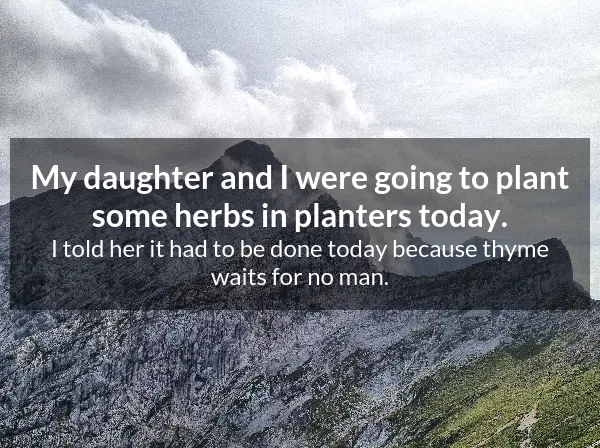 My daughter and I were going to plant
some herbs in planters today.
I told her it had to be done today because thyme
waits for no man.